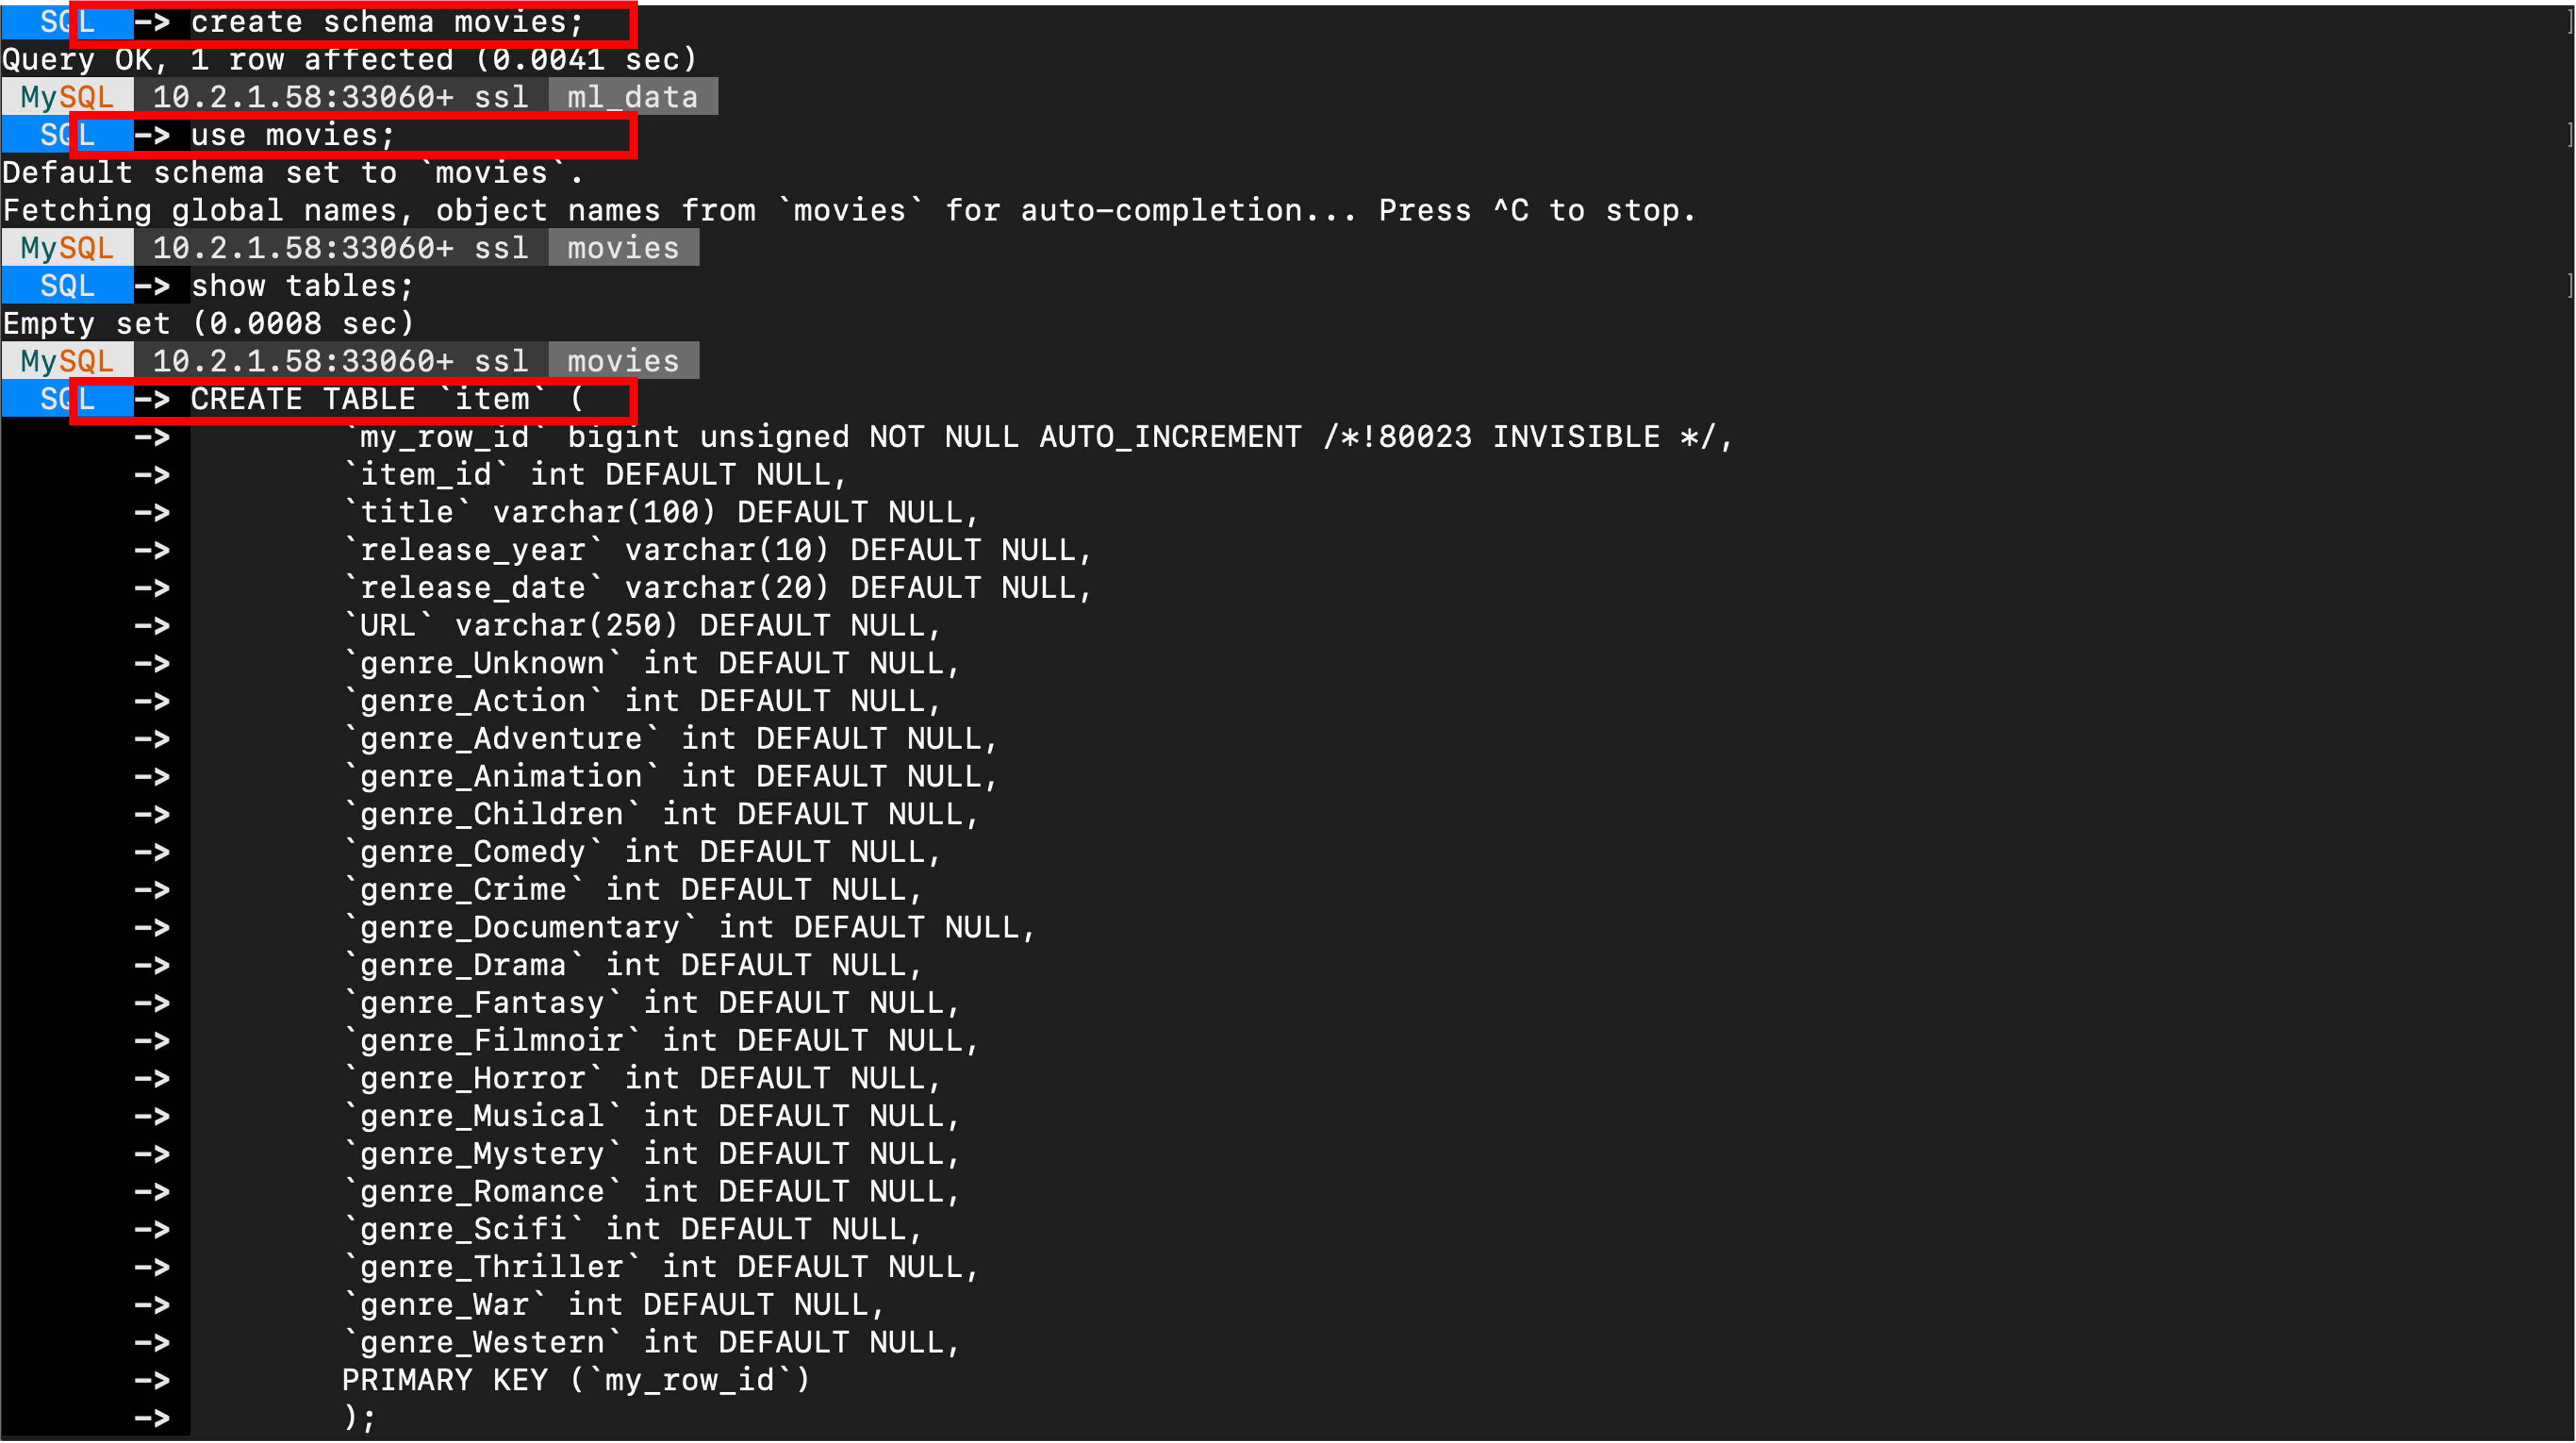 SQL -> create schema movies;
Query OK, 1 row affected (0.0041 sec)
MySQL 10.2.1.58:33060+ ssl ml_data
SQL -> use movies;
Default schema set to `movies`.
Fetching global names, object names from `movies` for auto-completion... Press ^C to stop.
MySQL 10.2.1.58:33060+ ssl movies
SQL -> show tables;
Empty set (0.0008 sec)
MySQL 10.2.1.58:33060+ ssl movies
SQL -> CREATE TABLE `item` (
-> `my_row_id` bigint unsigned NOT NULL AUTO_INCREMENT /*!80023 INVISIBLE */,
-> `item_id` int DEFAULT NULL,
-> `title` varchar(100) DEFAULT NULL,
-> `release_year` varchar(10) DEFAULT NULL,
-> `release_date` varchar(20) DEFAULT NULL,
-> `URL` varchar(250) DEFAULT NULL,
-> `genre_Unknown` int DEFAULT NULL,
-> `genre_Action` int DEFAULT NULL,
-> `genre_Adventure` int DEFAULT NULL,
-> `genre_Animation` int DEFAULT NULL,
-> `genre_Children` int DEFAULT NULL,
-> `genre_Comedy` int DEFAULT NULL,
-> `genre_Crime` int DEFAULT NULL,
-> `genre_Documentary` int DEFAULT NULL,
-> `genre_Drama` int DEFAULT NULL,
-> `genre_Fantasy` int DEFAULT NULL,
-> `genre_Filmnoir` int DEFAULT NULL,
-> `genre_Horror` int DEFAULT NULL,
-> `genre_Musical` int DEFAULT NULL,
-> `genre_Mystery` int DEFAULT NULL,
-> `genre_Romance` int DEFAULT NULL,
-> `genre_Scifi` int DEFAULT NULL,
-> `genre_Thriller` int DEFAULT NULL,
-> `genre_War` int DEFAULT NULL,
-> `genre_Western` int DEFAULT NULL,
-> PRIMARY KEY (`my_row_id`)
-> );